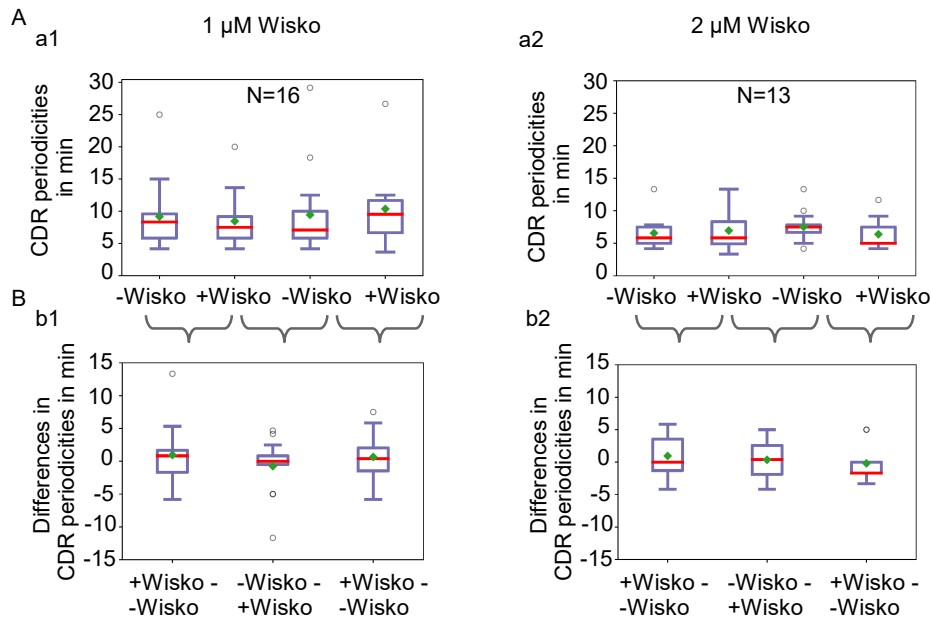 A
1 µM Wisko
2 µM Wisko
a1
a2
CDR periodicities
in min
30
25
20
15
10
5
0
N=16
-Wisko
+Wisko
-Wisko
+Wisko
CDR periodicities
in min
30
25
20
15
10
5
0
N=13
-Wisko
+Wisko
-Wisko
+Wisko
B
b1
b2
Differences in
CDR periodicities in min
15
10
5
0
-5
-10
-15
+Wisko -
-Wisko
-Wisko -
+Wisko
+Wisko -
-Wisko
Differences in
CDR periodicities in min
15
10
5
0
-5
-10
-15
+Wisko -
-Wisko
-Wisko -
+Wisko
+Wisko -
-Wisko